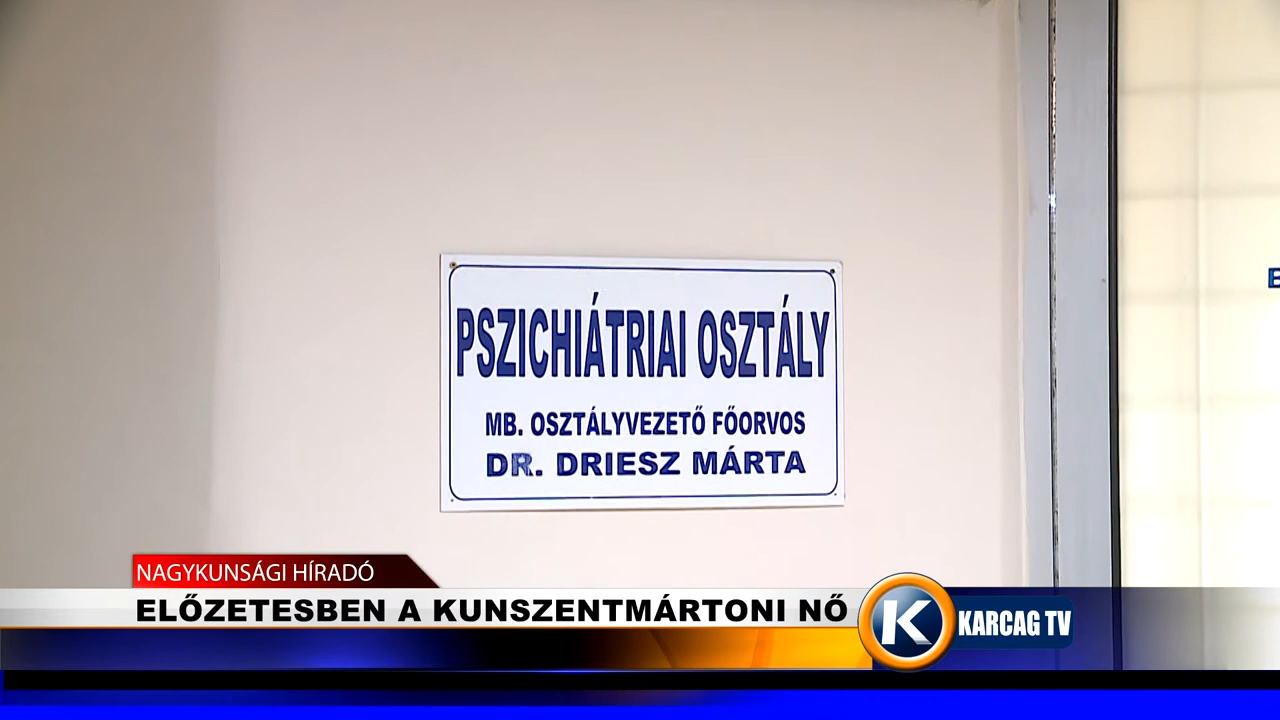 PSZICHIÁTRIAI OSZTÁLY
MB. OSZTÁLYVEZETŐ FŐORVOS
DR. DRIESZ MÁRTA
NAGYKUNSÁGI HÍRADÓ
ELŐZETESBEN A KUNSZENTMÁRTONI NŐ
K KARCAG TV